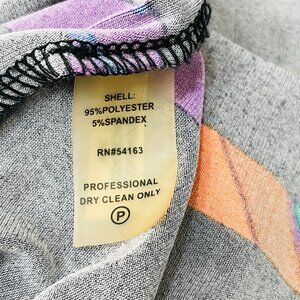 SHELL:
95%POLYESTER
5%SPANDEX
RN#54163
PROFESSIONAL
DRY CLEAN ONLY
P